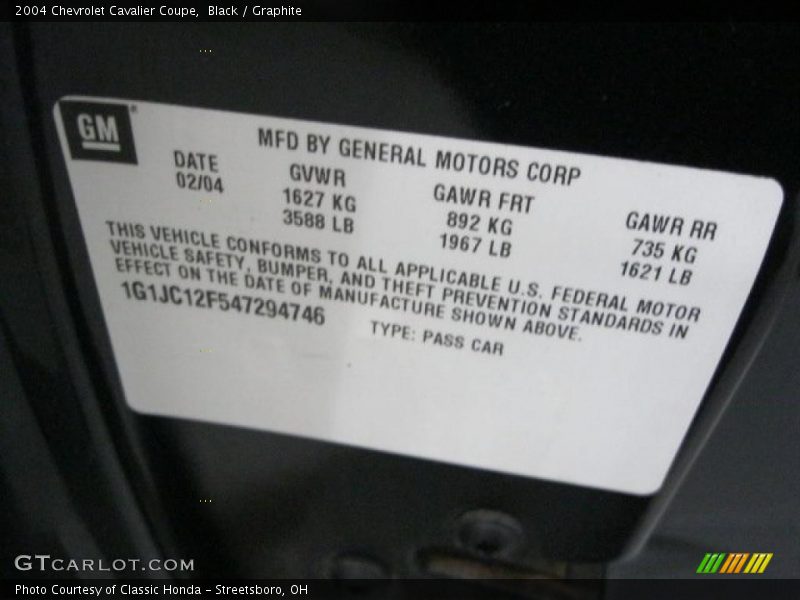 2004 Chevrolet Cavalier Coupe,  Black / Graphite
GM
MFD BY GENERAL MOTORS CORP
DATE GVWR GAWR FRT GAWR RR
02/04 1627 KG 892 KG 735 KG
3588 LB 1967 LB 1621 LB
THIS VEHICLE CONFORMS TO ALL APPLICABLE U.S. FEDERAL MOTOR
VEHICLE SAFETY, BUMPER, AND THEFT PREVENTION STANDARDS IN
EFFECT ON THE DATE OF MANUFACTURE SHOWN ABOVE.
1G1JC12F547294746 TYPE: PASS CAR
GTCARLOT.COM
Photo Courtesy of Classic Honda - Streetsboro, OH